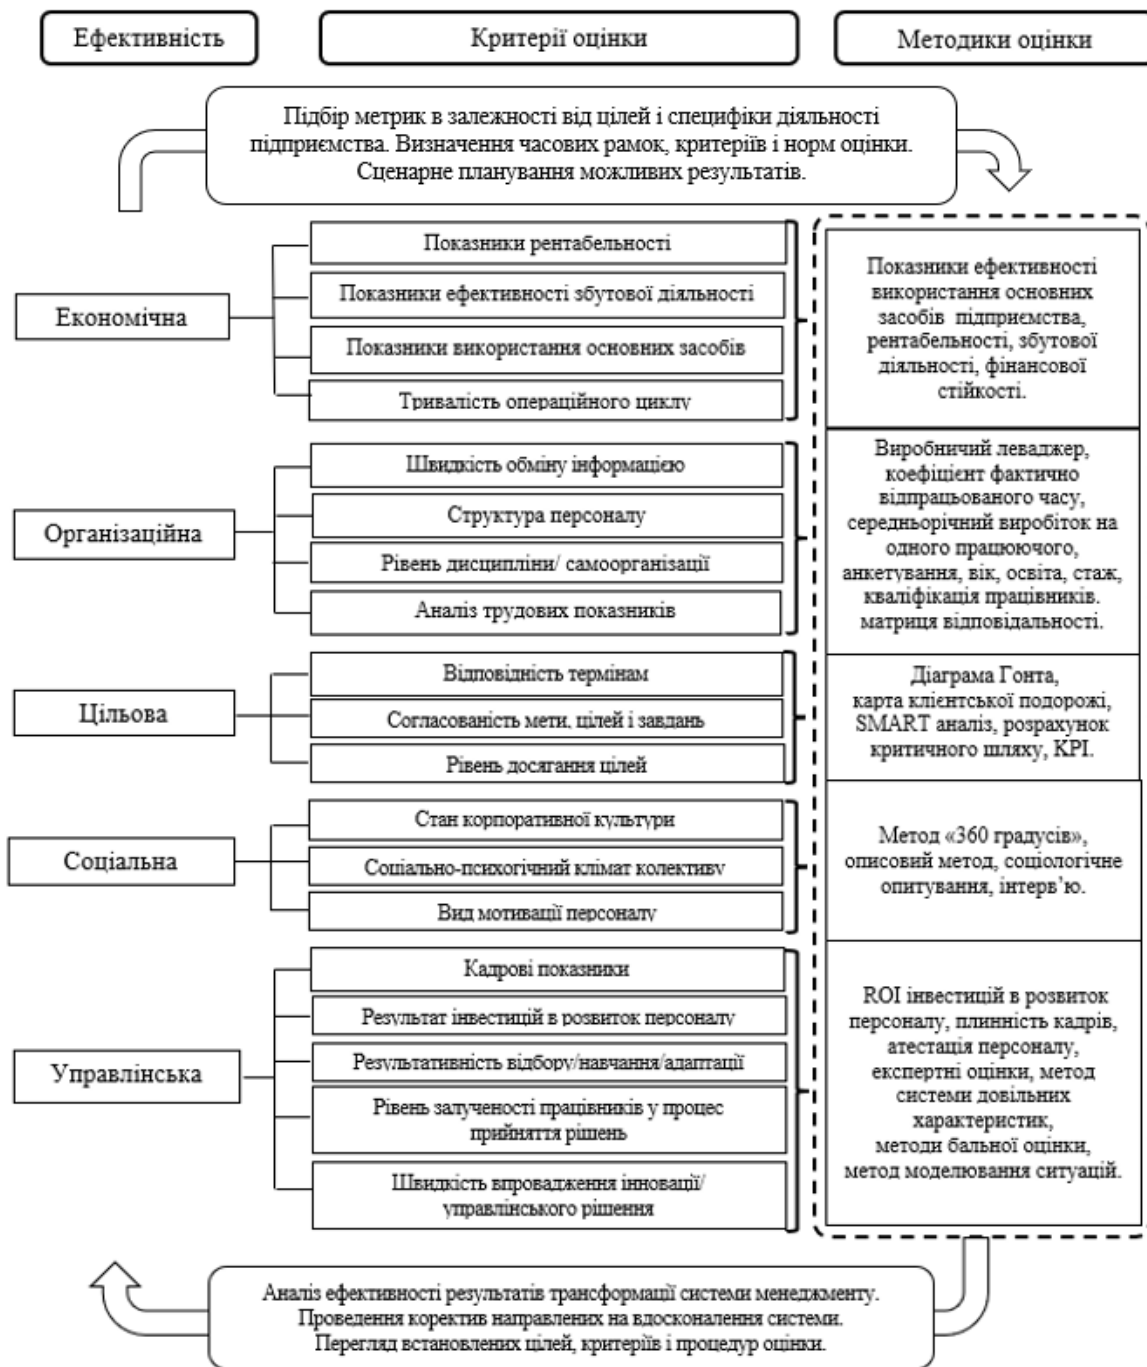 Ефективність
Критерії оцінки
Методики оцінки
Підбір метрик в залежності від цілей і специфіки діяльності
підприємства. Визначення часових рамок, критеріїв і норм оцінки.
Сценарне планування можливих результатів.
Економічна
Показники рентабельності
Показники ефективності збутової діяльності
Показники використання основних засобів
Тривалість операційного циклу
Показники ефективності
використання основних
засобів підприємства,
рентабельності, збутової
діяльності, фінансової
стійкості.
Організаційна
Швидкість обміну інформацією
Структура персоналу
Рівень дисципліни/ самоорганізації
Аналіз трудових показників
Виробничий леваджер,
коефіцієнт фактично
відпрацьованого часу,
середньорічний виробіток на
одного працюючого,
анкетування, вік, освіта, стаж,
кваліфікація працівників.
матриця відповідальності.
Цільова
Відповідність термінам
Согласованість мети, цілей і завдань
Рівень досягання цілей
Діаграма Гонта,
карта клієнтської подорожі,
SMART аналіз, розрахунок
критичного шляху, KPI.
Соціальна
Стан корпоративної культури
Соціально-психогічний клімат колективу
Вид мотивації персоналу
Метод «360 градусів»,
описовий метод, соціологічне
опитування, інтерв’ю.
Управлінська
Кадрові показники
Результат інвестицій в розвиток персоналу
Результативність відбору/навчання/адаптації
Рівень залученості працівників у процес
прийняття рішень
Швидкість впровадження інновації/
управлінського рішення
ROI інвестицій в розвиток
персоналу, плинність кадрів,
атестація персоналу,
експертні оцінки, метод
системи довільних
характеристик,
методи бальної оцінки,
метод моделювання ситуацій.
Аналіз ефективності результатів трансформації системи менеджменту.
Проведення коректив направлених на вдосконалення системи.
Перегляд встановлених цілей, критеріїв і процедур оцінки.